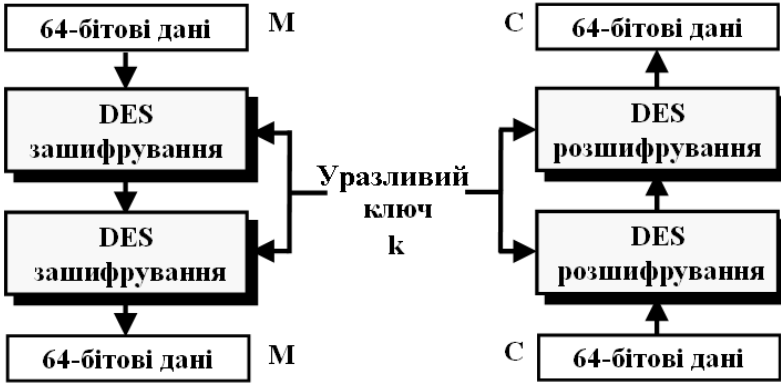 64-бітові дані M
DES
зашифрування
DES
зашифрування
64-бітові дані M
Уразливий
ключ
k
C 64-бітові дані
DES
розшифрування
DES
розшифрування
C 64-бітові дані